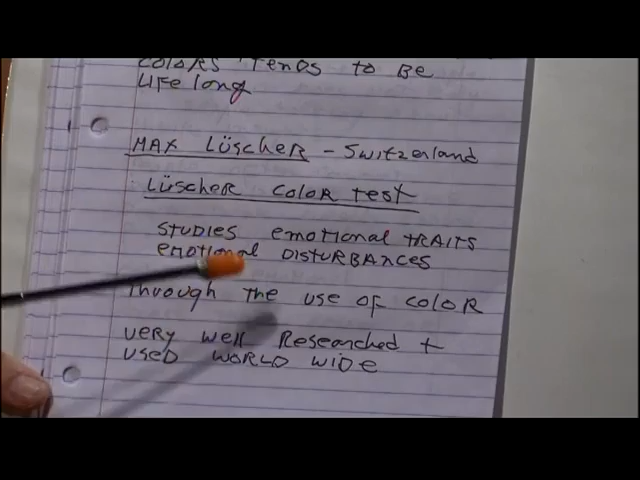 COLORS TENDS TO BE
LIFE LONG
MAX LüscheR - Switzerland
LüscheR COLOR test
STUDIES emotional TRAITS
emotional DISTURBANCES
Through the use of COLOR
VERY well Researched +
USED WORLD WIDE